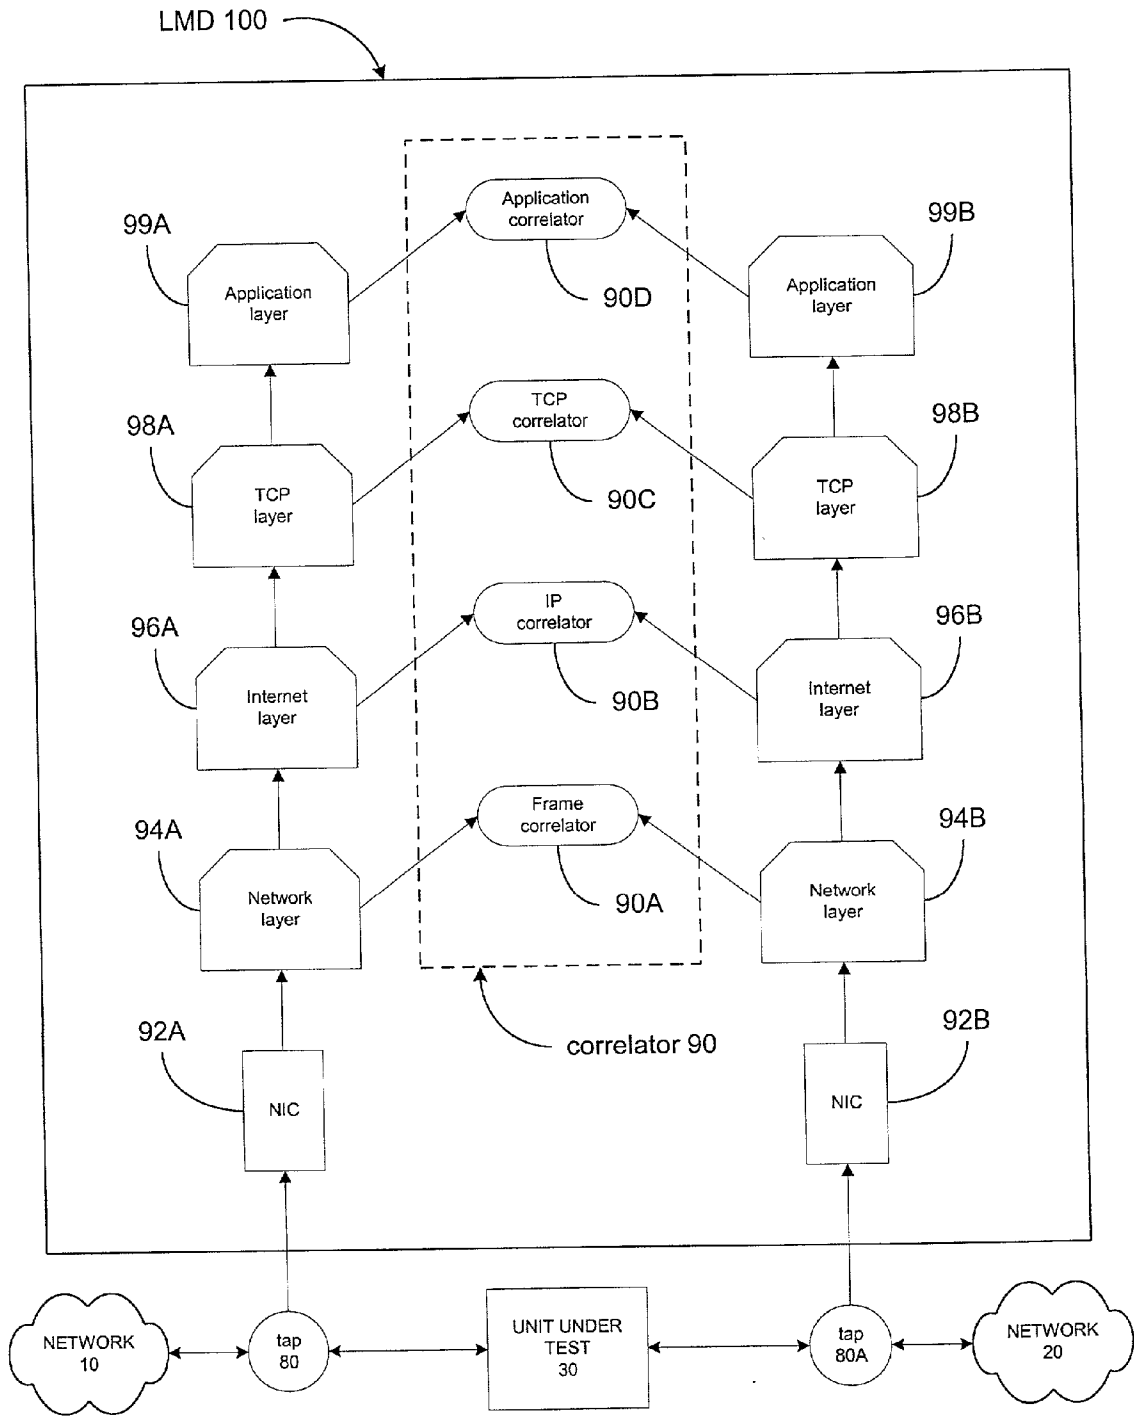 LMD 100
Application
correlator
99A
99B
Application
layer
90D
Application
layer
TCP
correlator
98A
98B
TCP
layer
90C
TCP
layer
IP
correlator
96A
96B
Internet
layer
90B
Internet
layer
Frame
correlator
94A
94B
Network
layer
90A
Network
layer
92A
92B
correlator 90
NIC
NIC
NETWORK
10
tap
80
UNIT UNDER
TEST
30
tap
80A
NETWORK
20